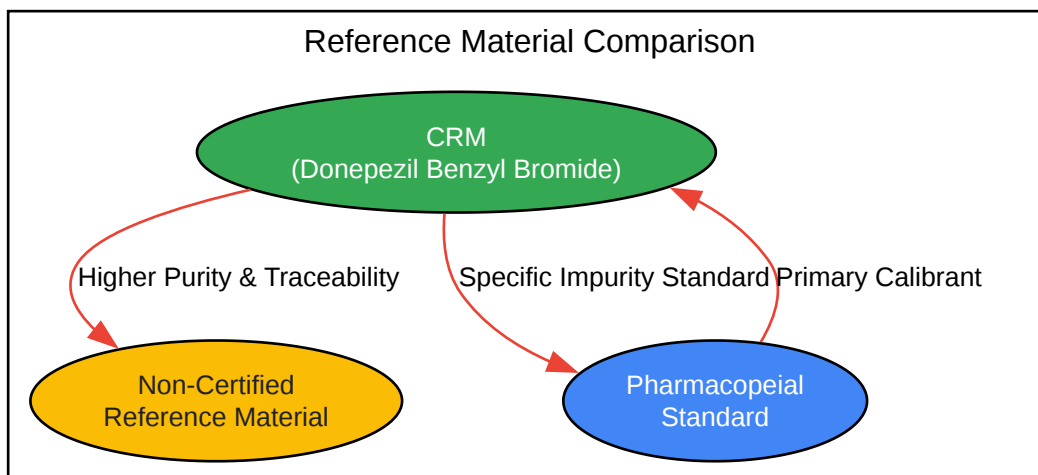 Reference Material Comparison
CRM
(Donepezil Benzyl Bromide)
Higher Purity & Traceability
Specific Impurity Standard
Primary Calibrant
Non-Certified
Reference Material
Pharmacopeial
Standard